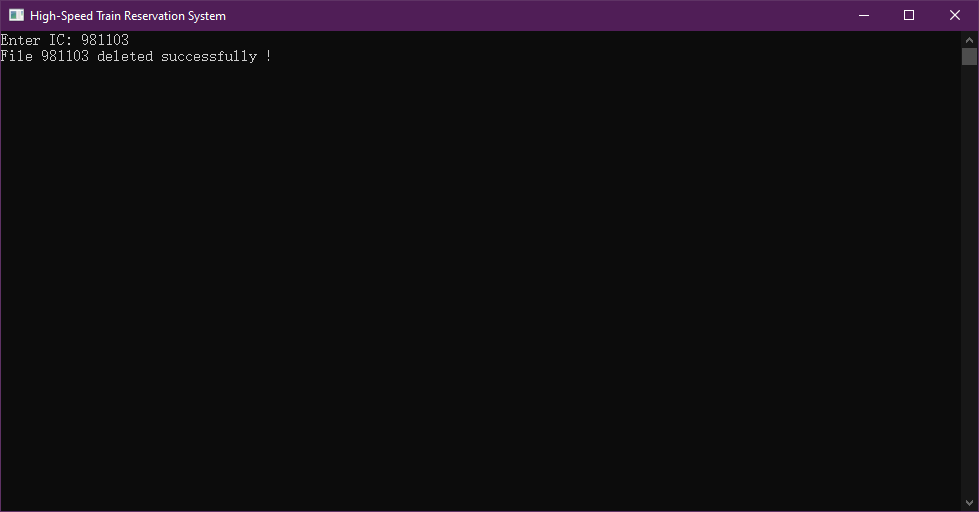 High-Speed Train Reservation System
Enter IC: 981103
File 981103 deleted successfully !